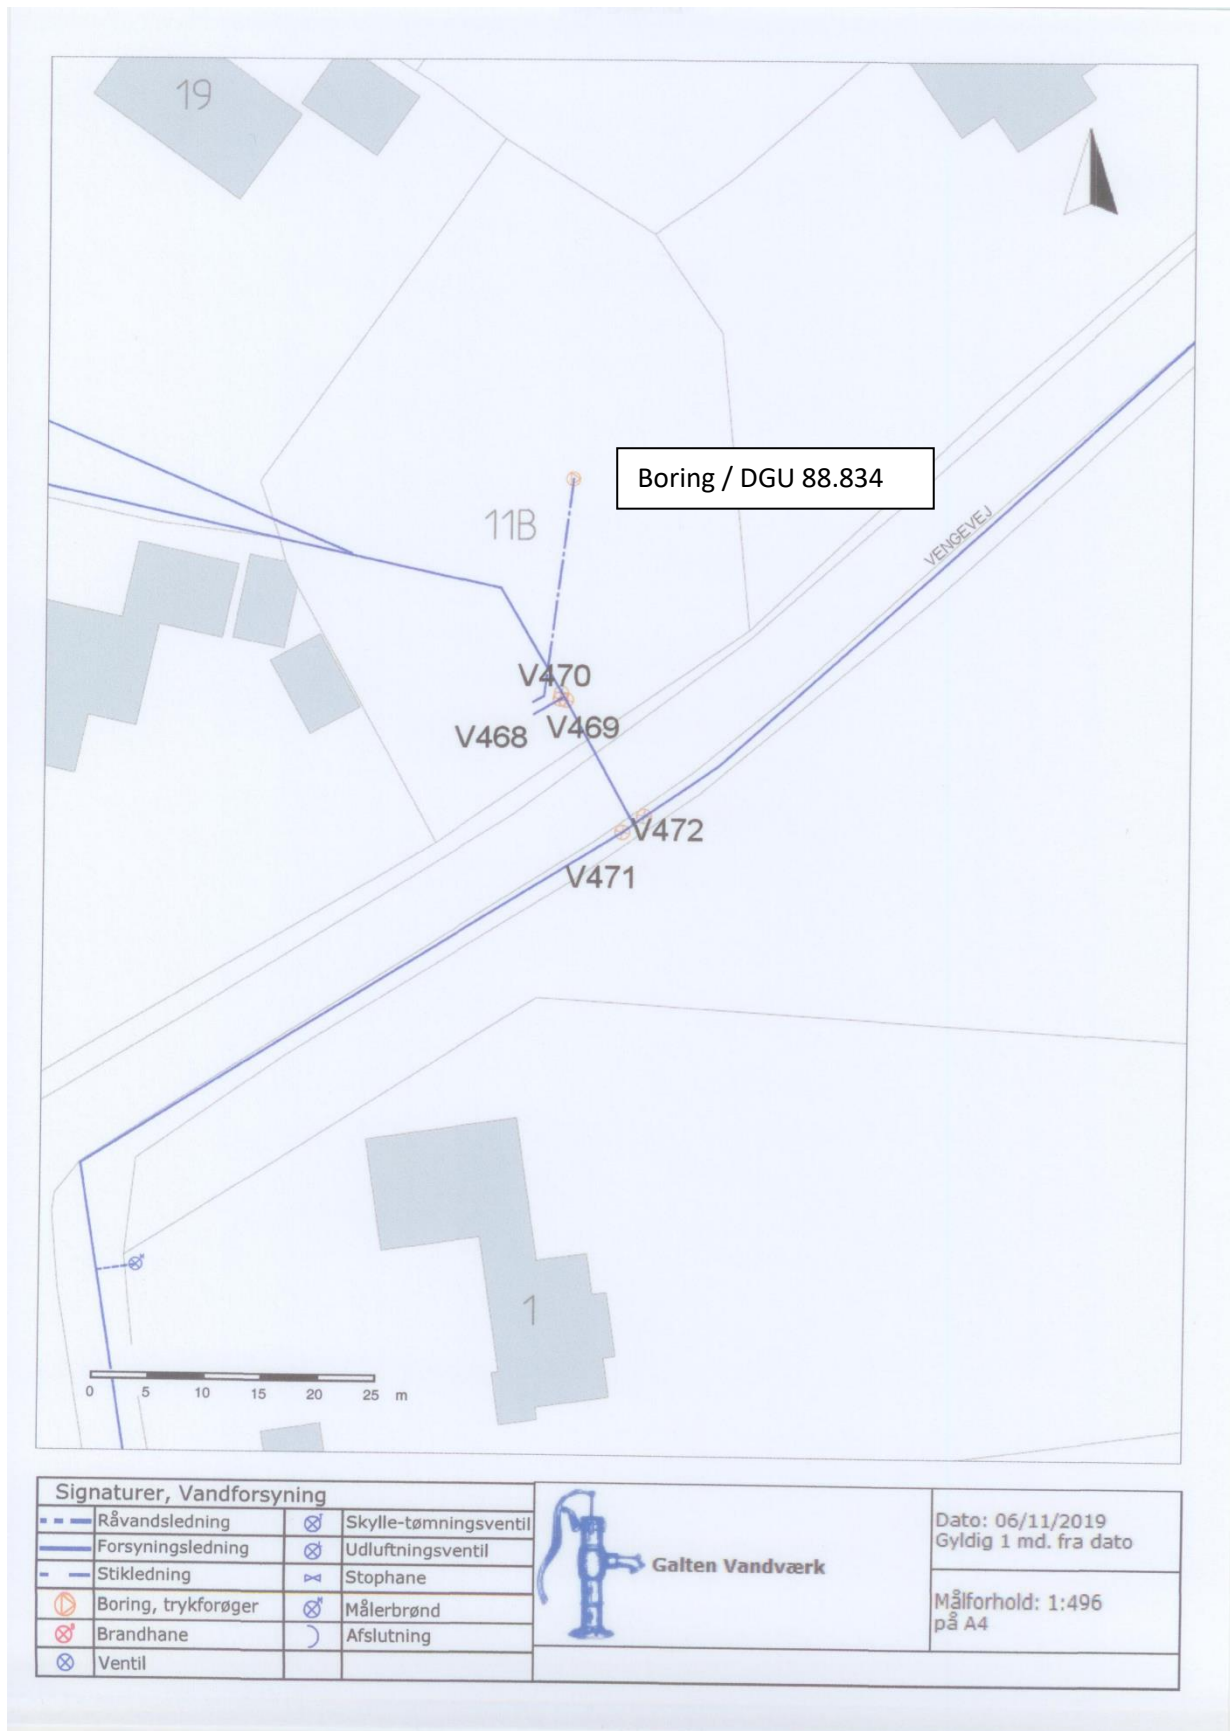 19
Boring / DGU 88.834
11B
VENGEVEJ
V470
V469
V468
V472
V471
1
0 5 10 15 20 25 m
Signaturer, Vandforsyning
Råvandsledning
Skylle-tømningsventil
Forsyningsledning
Udluftningsventil
Stikledning
Stophane
Boring, trykforøger
Målerbrønd
Brandhane
Afslutning
Ventil
Galten Vandværk
Dato: 06/11/2019
Gyldig 1 md. fra dato
Målforhold: 1:496
på A4